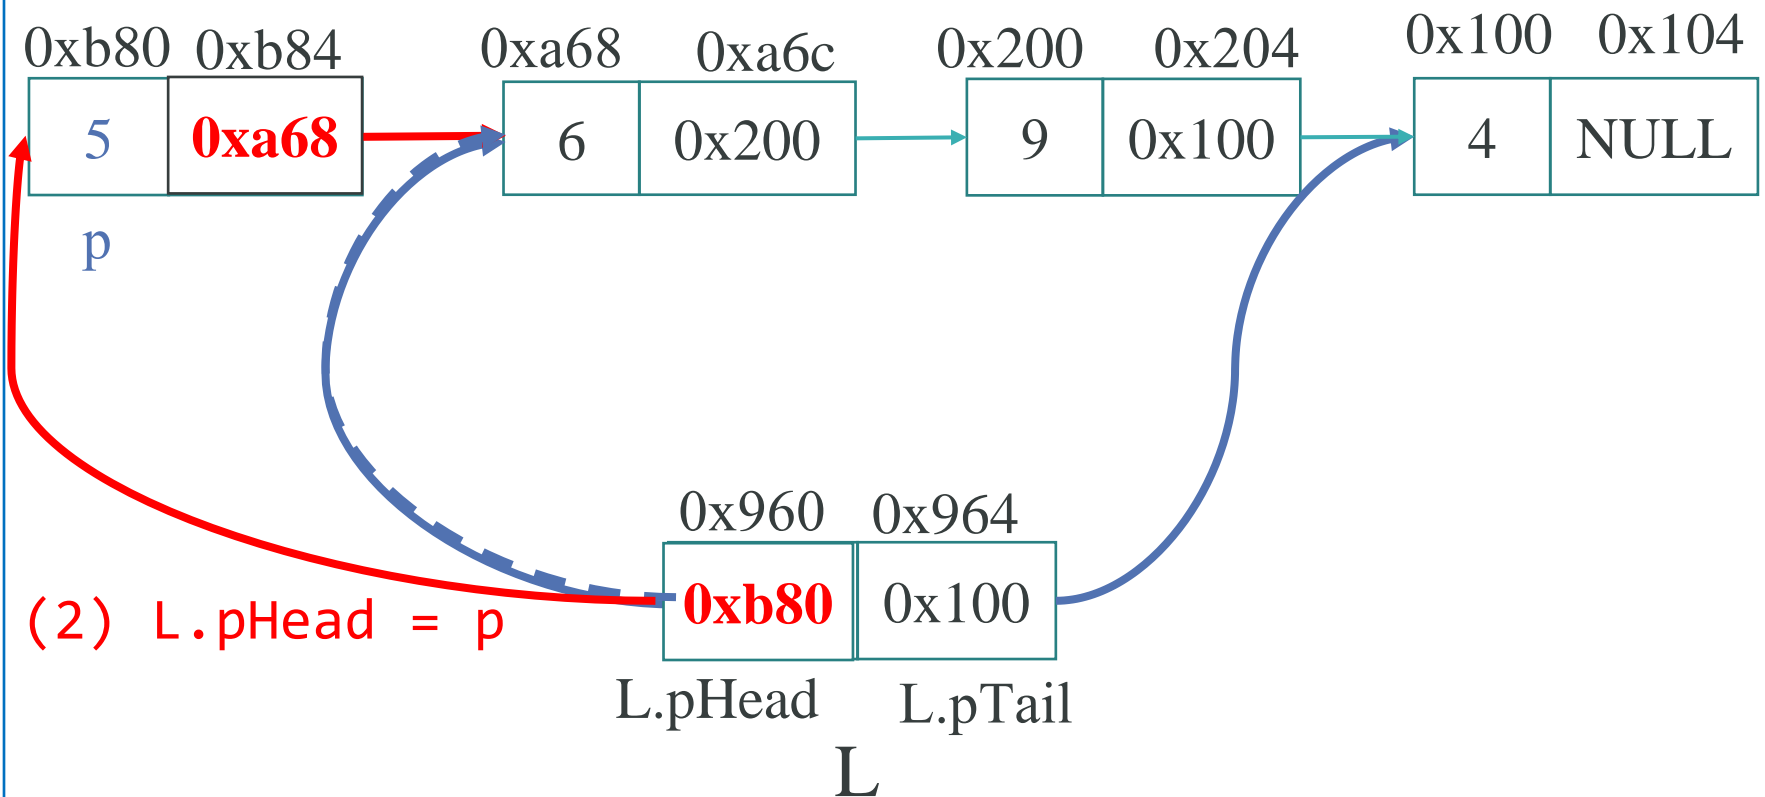 0xb80 0xb84 0xa68 0xa6c 0x200 0x204 0x100 0x104
5 0xa68 6 0x200 9 0x100 4 NULL
p
0x960 0x964
0xb80 0x100
(2) L.pHead = p
L.pHead L.pTail
L